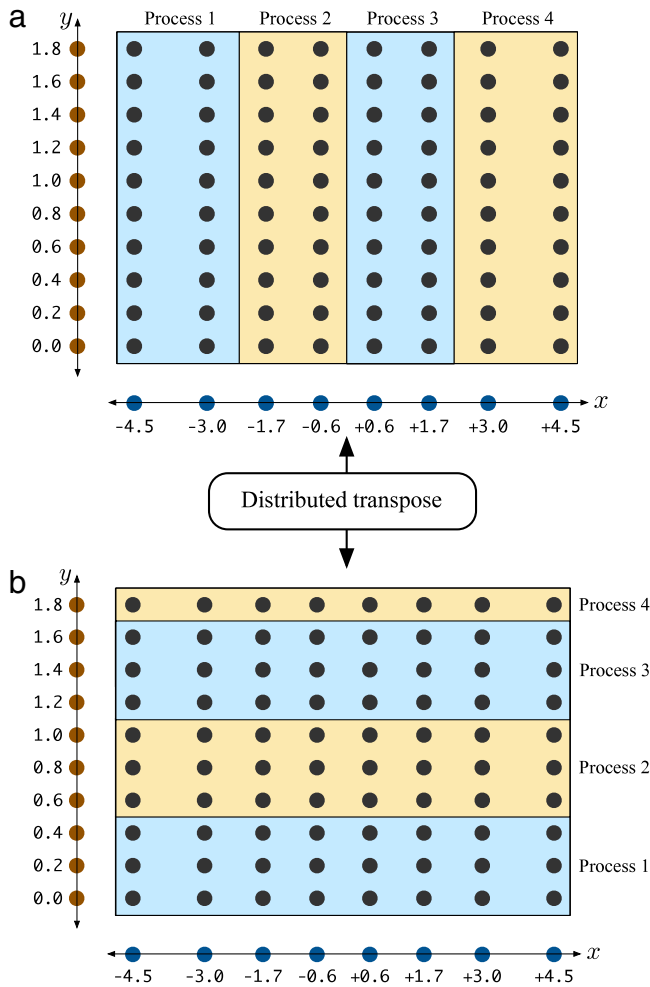 a
y
Process 1 Process 2 Process 3 Process 4
1.8
1.6
1.4
1.2
1.0
0.8
0.6
0.4
0.2
0.0
x
-4.5 -3.0 -1.7 -0.6 +0.6 +1.7 +3.0 +4.5
Distributed transpose
b
y
1.8 Process 4
1.6
1.4 Process 3
1.2
1.0
0.8 Process 2
0.6
0.4
0.2 Process 1
0.0
x
-4.5 -3.0 -1.7 -0.6 +0.6 +1.7 +3.0 +4.5